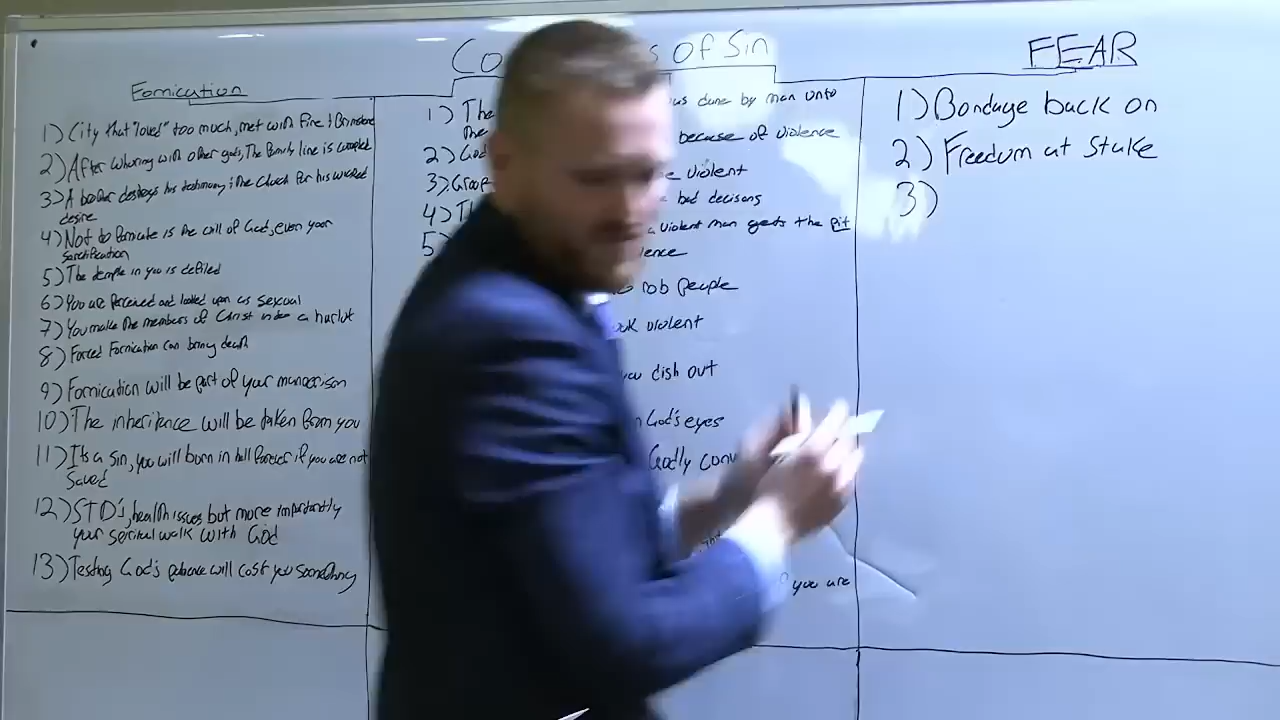 Co s of Sin
FEAR
Fornication
1) City that "loved" too much, met with Fire & Brimstone
2) After whoring with other gods, The family line is
3) A brother destroys his testimony & the Church for his wicked
desire
4) Not to fornicate is the will of God, even your
Sanctification
5) The temple in you is defiled
6) You are perceived and looked upon as sexual
7) You make the members of Christ into a harlot
8) Forced Fornication can bring death
9) Fornication will be part of your
10) The inheritance will be taken from you
11) Its a sin, you will burn in hell forever if you are not
Saved
12) STD's, health issues but more importantly
your spiritual walk with God
13) Testing God's patience will cost you something
1) The was done by man unto
the because of violence
2) God
3) Group e violent
4) T bad decisons
5 a violent man gets the Pit
lence
rob people
ook violent
you dish out
n God's eyes
Godly conv
you are
1) Bondage back on
2) Freedom at Stake
3)